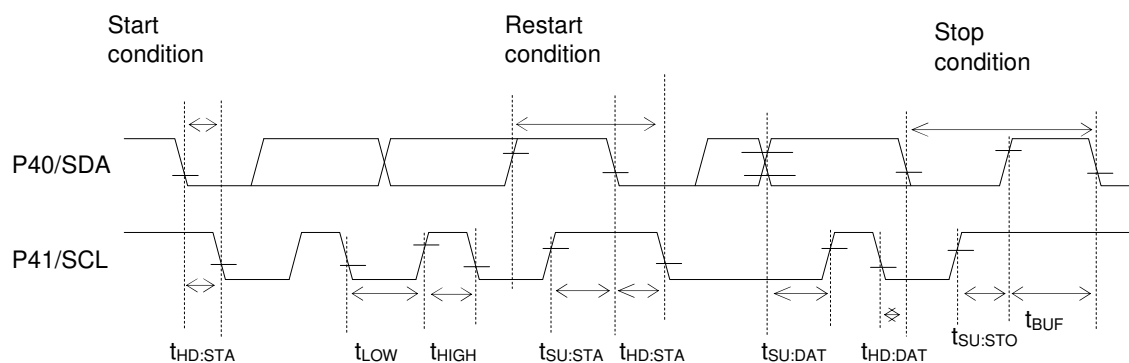 Start
condition
Restart
condition
Stop
condition
P40/SDA
P41/SCL
tHD:STA
tLOW
tHIGH
tSU:STA
tHD:STA
tSU:DAT
tHD:DAT
tSU:STO
tBUF